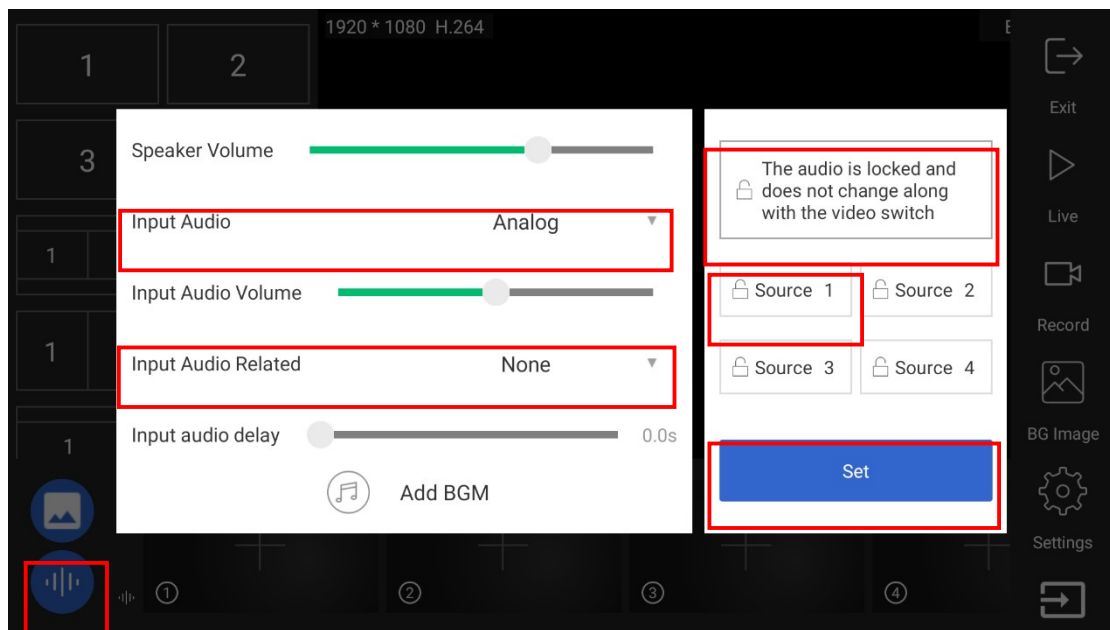 1920 * 1080 H.264
E
1
2
Exit
3
Speaker Volume
The audio is locked and
does not change along
with the video switch
Live
Input Audio
Analog
1
Input Audio Volume
Source 1
Source 2
Record
1
Input Audio Related
None
Source 3
Source 4
BG Image
1
Input audio delay
0.0s
Set
Add BGM
Settings
1
2
3
4